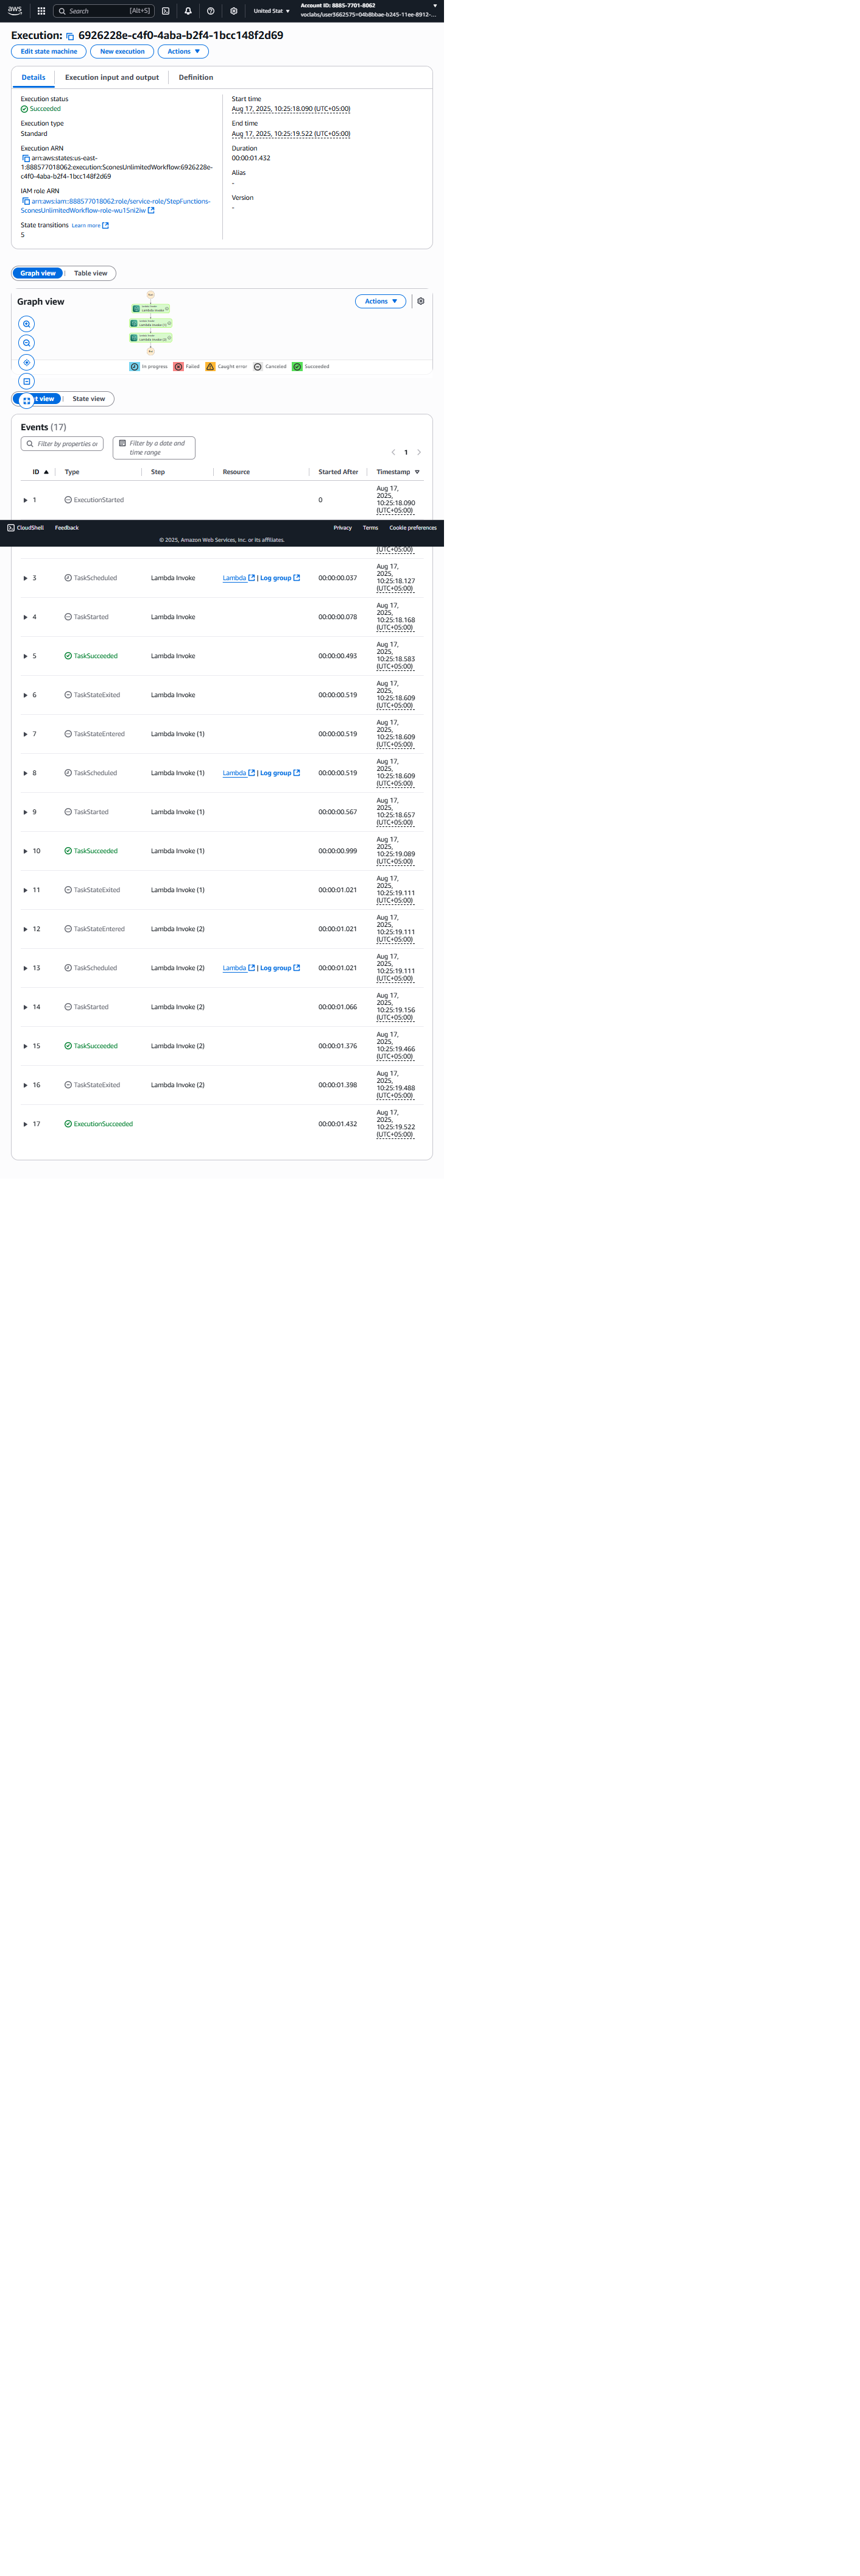 aws
Search [Alt+S]
United Stat
Account ID: 8885-7701-8062
Execution: 6926228e-c4f0-4aba-b2f4-1bcc148f2d69
Edit state machine New execution Actions
Details Execution input and output Definition
Execution status
Succeeded
Execution type
Standard
Execution ARN
arn:aws:states:us-east-
1:888577018062:execution:SconesUnlimitedWorkflow:6926228e-
c4f0-4aba-b2f4-1bcc148f2d69
IAM role ARN
arn:aws:iam::888577018062:role/service-role/StepFunctions-
SconesUnlimitedWorkflow-role-wu15ni2iw
State transitions Learn more
5
Start time
Aug 17, 2025, 10:25:18.090 (UTC+05:00)
End time
Aug 17, 2025, 10:25:19.522 (UTC+05:00)
Duration
00:00:01.432
Alias
-
Version
-
Graph view Table view
Graph view
Actions
Lambda Invoke
Lambda Invoke (1)
Lambda Invoke (2)
In progress Failed Caught error Canceled Succeeded
view State view
Events (17)
Filter by properties or
Filter by a date and
time range
1
ID Type Step Resource Started After Timestamp
1 ExecutionStarted 0 Aug 17,
2025,
10:25:18.090
(UTC+05:00)
CloudShell Feedback Privacy Terms Cookie preferences
© 2025, Amazon Web Services, Inc. or its affiliates.
(UTC+05:00)
3 TaskScheduled Lambda Invoke Lambda | Log group 00:00:00.037 Aug 17,
2025,
10:25:18.127
(UTC+05:00)
4 TaskStarted Lambda Invoke 00:00:00.078 Aug 17,
2025,
10:25:18.168
(UTC+05:00)
5 TaskSucceeded Lambda Invoke 00:00:00.493 Aug 17,
2025,
10:25:18.583
(UTC+05:00)
6 TaskStateExited Lambda Invoke 00:00:00.519 Aug 17,
2025,
10:25:18.609
(UTC+05:00)
7 TaskStateEntered Lambda Invoke (1) 00:00:00.519 Aug 17,
2025,
10:25:18.609
(UTC+05:00)
8 TaskScheduled Lambda Invoke (1) Lambda | Log group 00:00:00.519 Aug 17,
2025,
10:25:18.609
(UTC+05:00)
9 TaskStarted Lambda Invoke (1) 00:00:00.567 Aug 17,
2025,
10:25:18.657
(UTC+05:00)
10 TaskSucceeded Lambda Invoke (1) 00:00:00.999 Aug 17,
2025,
10:25:19.089
(UTC+05:00)
11 TaskStateExited Lambda Invoke (1) 00:00:01.021 Aug 17,
2025,
10:25:19.111
(UTC+05:00)
12 TaskStateEntered Lambda Invoke (2) 00:00:01.021 Aug 17,
2025,
10:25:19.111
(UTC+05:00)
13 TaskScheduled Lambda Invoke (2) Lambda | Log group 00:00:01.021 Aug 17,
2025,
10:25:19.111
(UTC+05:00)
14 TaskStarted Lambda Invoke (2) 00:00:01.066 Aug 17,
2025,
10:25:19.156
(UTC+05:00)
15 TaskSucceeded Lambda Invoke (2) 00:00:01.376 Aug 17,
2025,
10:25:19.466
(UTC+05:00)
16 TaskStateExited Lambda Invoke (2) 00:00:01.398 Aug 17,
2025,
10:25:19.488
(UTC+05:00)
17 ExecutionSucceeded 00:00:01.432 Aug 17,
2025,
10:25:19.522
(UTC+05:00)